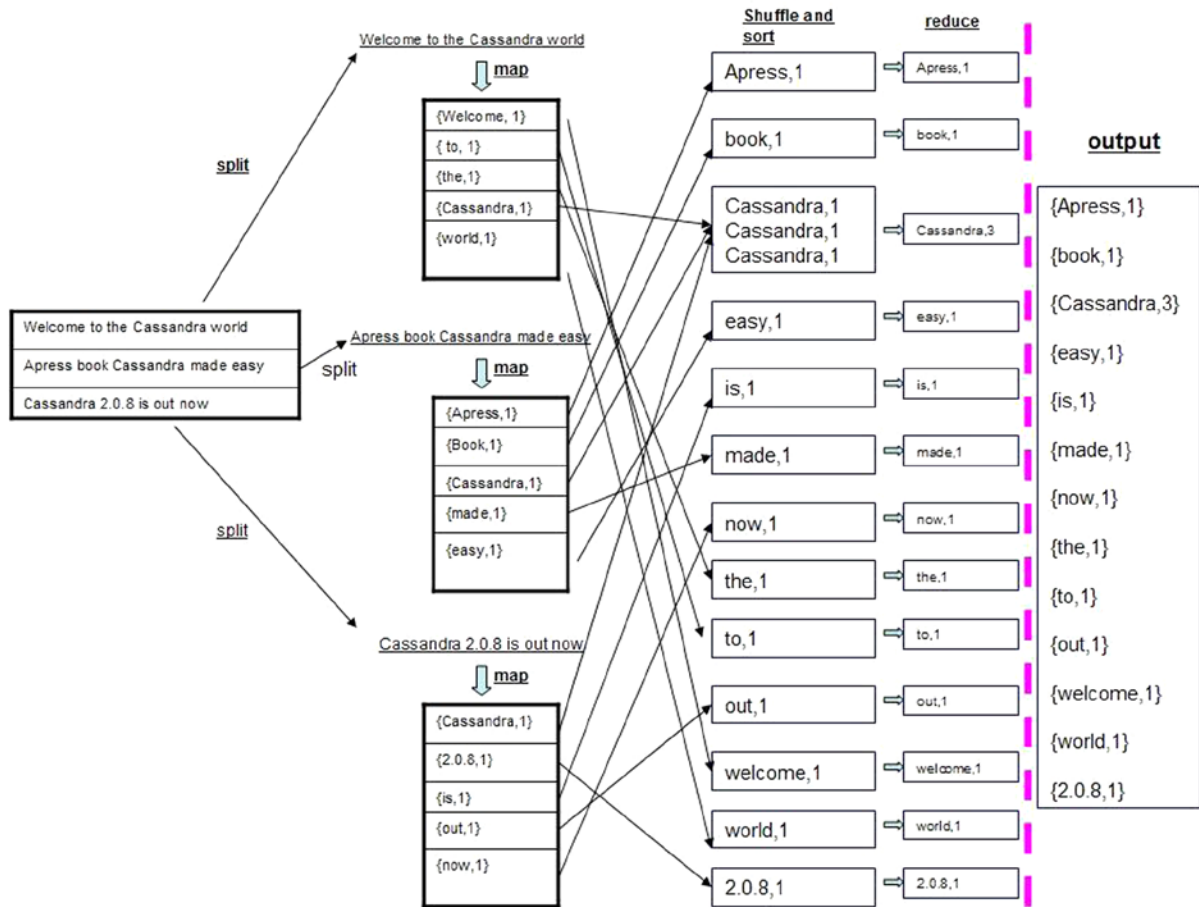 Welcome to the Cassandra world
Apress book Cassandra made easy
Cassandra 2.0.8 is out now
split
split
split
Welcome to the Cassandra world
map
{Welcome, 1}
{ to, 1}
{the,1}
{Cassandra,1}
{world,1}
Apress book Cassandra made easy
map
{Apress,1}
{Book,1}
{Cassandra,1}
{made,1}
{easy,1}
Cassandra 2.0.8 is out now
map
{Cassandra,1}
{2.0.8,1}
{is,1}
{out,1}
{now,1}
Shuffle and
sort
Apress,1
book,1
Cassandra,1
Cassandra,1
Cassandra,1
easy,1
is,1
made,1
now,1
the,1
to,1
out,1
welcome,1
world,1
2.0.8,1
reduce
Apress,1
book,1
Cassandra,3
easy,1
is,1
made,1
now,1
the,1
to,1
out,1
welcome,1
world,1
2.0.8,1
output
{Apress,1}
{book,1}
{Cassandra,3}
{easy,1}
{is,1}
{made,1}
{now,1}
{the,1}
{to,1}
{out,1}
{welcome,1}
{world,1}
{2.0.8,1}